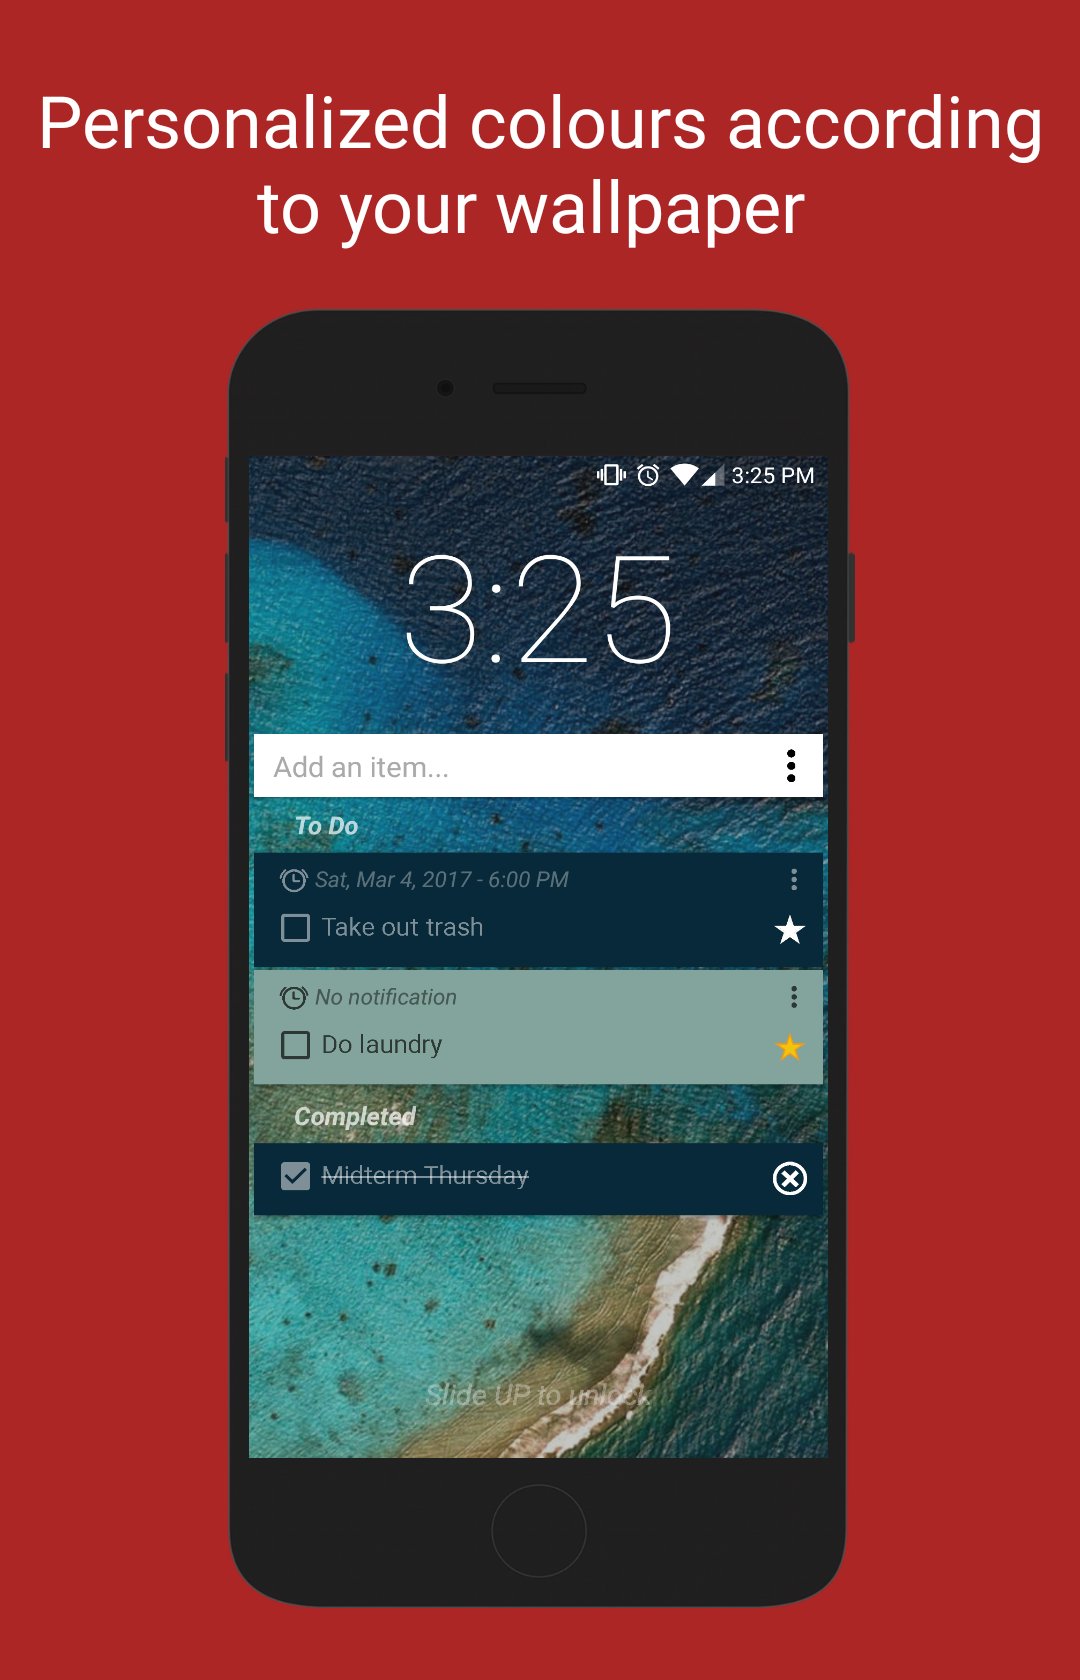 Personalized colours according
to your wallpaper
3:25 PM
3:25
Add an item...
To Do
Sat, Mar 4, 2017 - 6:00 PM
Take out trash
No notification
Do laundry
Completed
Midterm Thursday
Slide UP to unlock